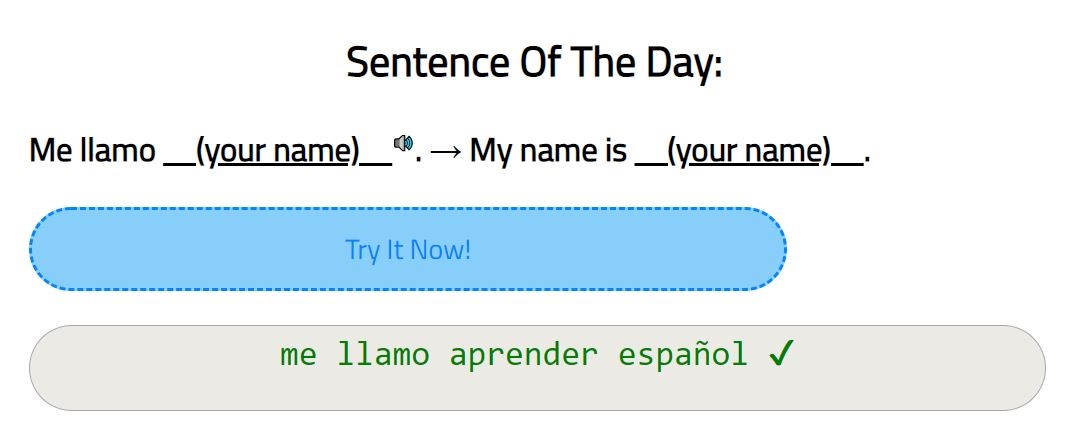 Sentence Of The Day:
Me llamo __(your name)__🔊. → My name is __(your name)__.
Try It Now!
me llamo aprender español ✓